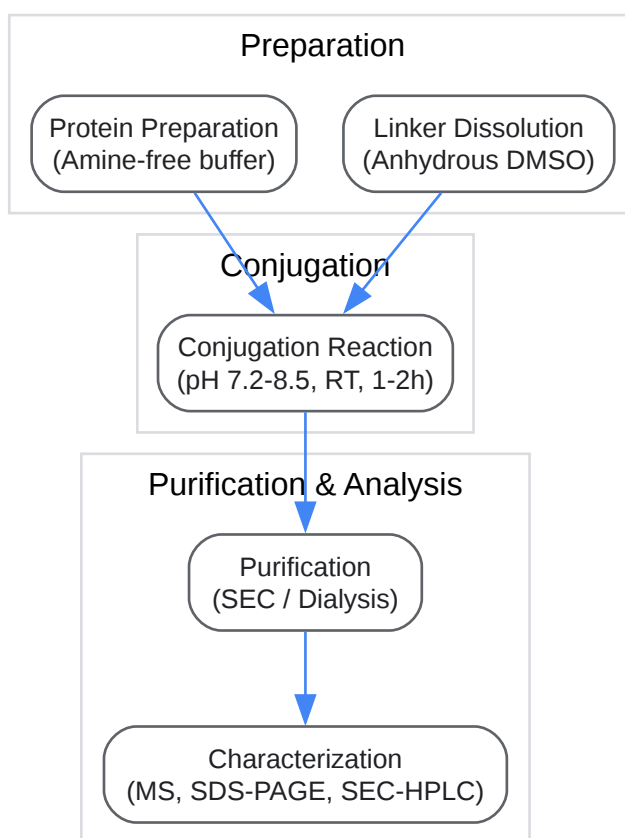 Preparation
Protein Preparation
(Amine-free buffer)
Linker Dissolution
(Anhydrous DMSO)
Conjugation
Conjugation Reaction
(pH 7.2-8.5, RT, 1-2h)
Purification & Analysis
Purification
(SEC / Dialysis)
Characterization
(MS, SDS-PAGE, SEC-HPLC)